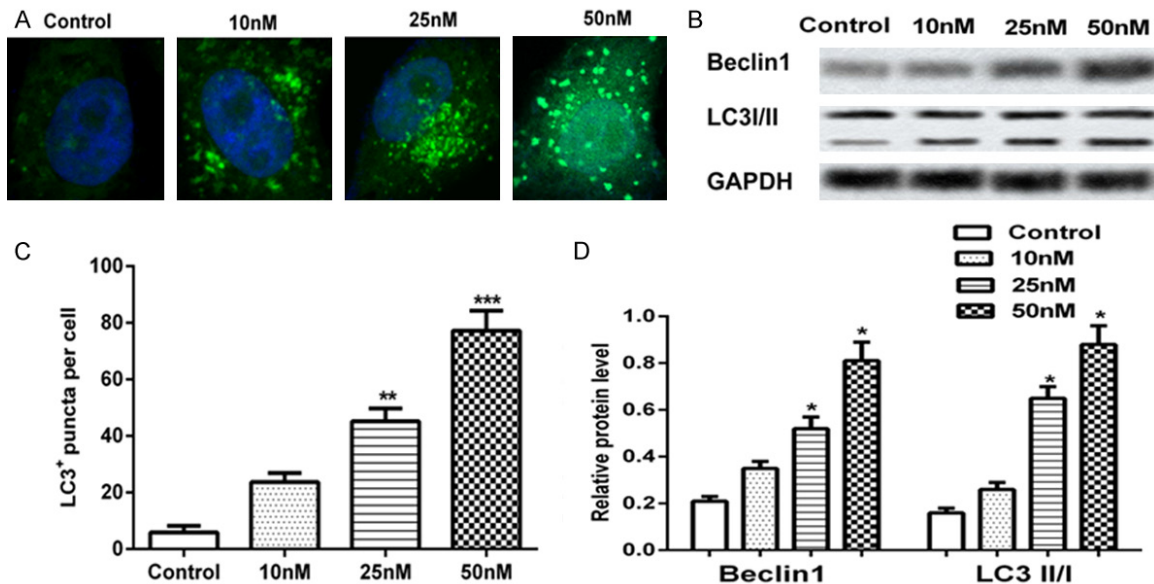 A
Control
10nM
25nM
50nM
B
Control 10nM 25nM 50nM
Beclin1
LC3I/II
GAPDH
C
LC3+ puncta per cell
100
80
60
40
20
0
**
***
Control
10nM
25nM
50nM
D
Control
10nM
25nM
50nM
Relative protein level
1.0
0.8
0.6
0.4
0.2
0.0
*
*
*
*
Beclin1
LC3 II/I